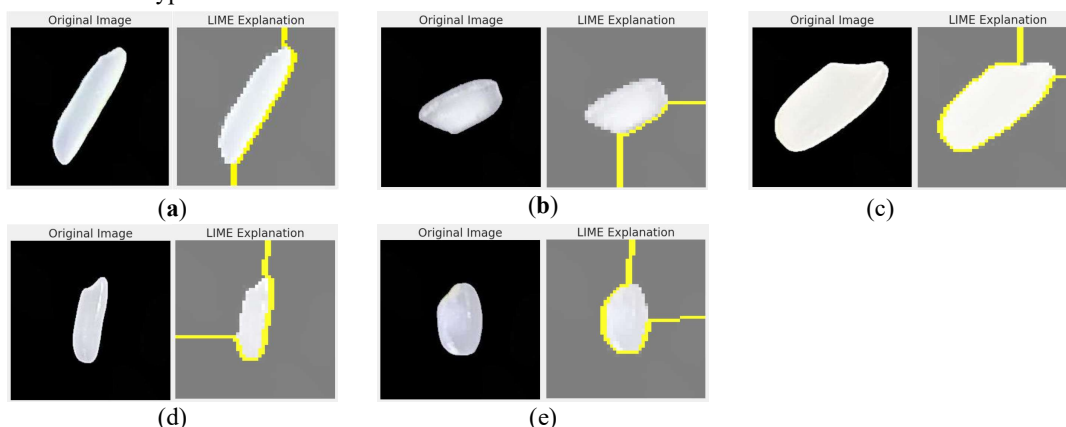 Original Image LIME Explanation Original Image LIME Explanation Original Image LIME Explanation
(a) (b) (c)
Original Image LIME Explanation Original Image LIME Explanation
(d) (e)